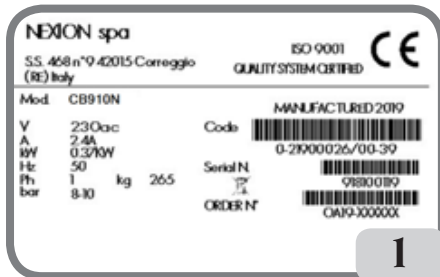 NEXION spa
S.S. 468 n°9 42015 Correggio
(RE) Italy
ISO 9001
QUALITY SYSTEM CERTIFIED
CE
Mod. CB910N
MANUFACTURED 2019
V 230ac
A 2.4A
kW 0.37KW
Hz 50
Ph 1 kg 265
bar 8-10
Code
0-21900026/00-39
Serial N.
918100119
ORDER N°
OA19-XXXXXX
1